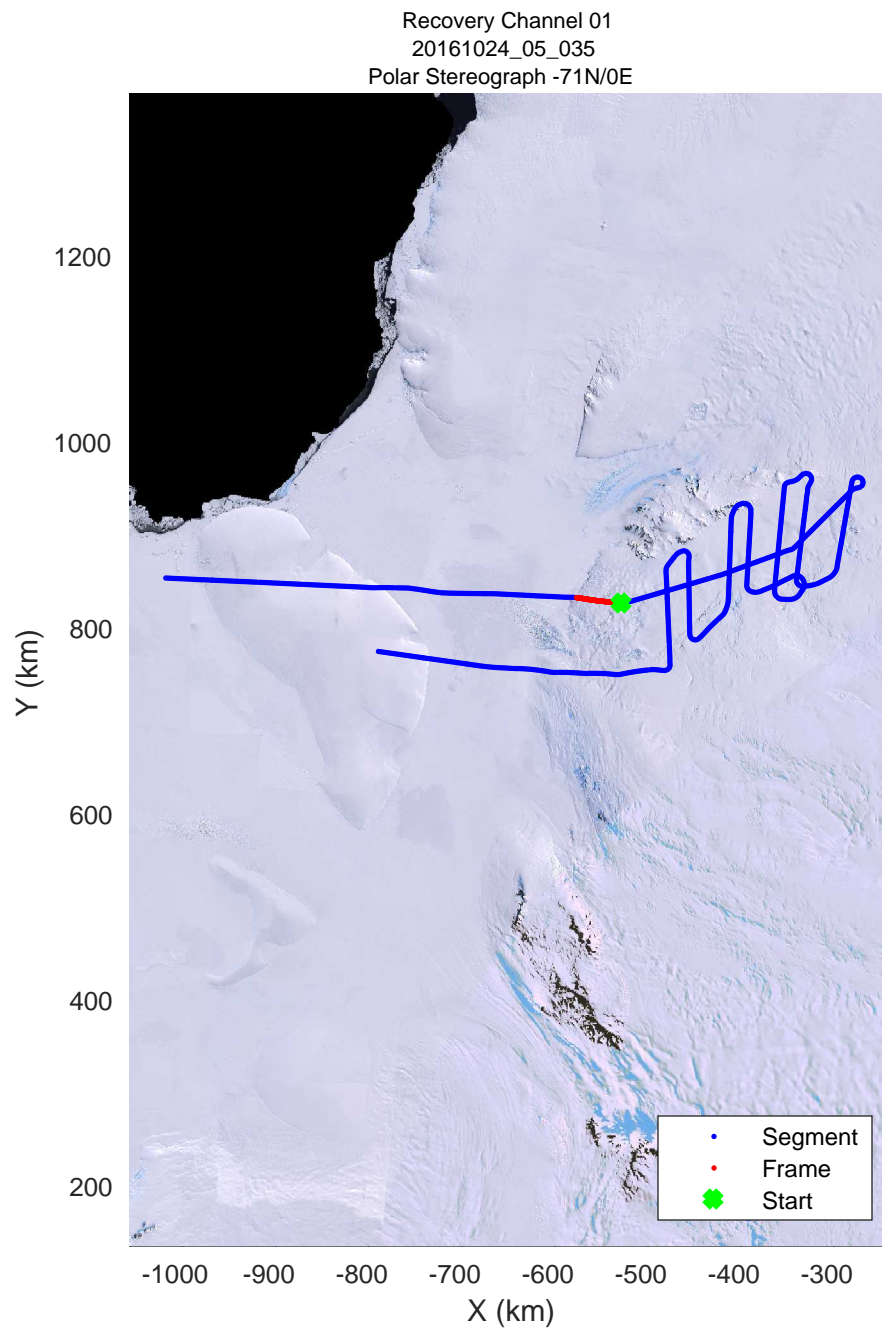 Recovery Channel 01
20161024_05_035
Polar Stereograph -71N/0E
1200
1000
800
600
400
200
Y (km)
Segment
Frame
Start
-1000 -900 -800 -700 -600 -500 -400 -300
X (km)